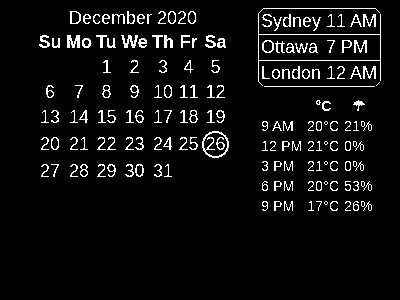 December 2020
Su Mo Tu We Th Fr Sa
1 2 3 4 5
6 7 8 9 10 11 12
13 14 15 16 17 18 19
20 21 22 23 24 25 26
27 28 29 30 31
Sydney 11 AM
Ottawa 7 PM
London 12 AM
°C ☂
9 AM 20°C 21%
12 PM 21°C 0%
3 PM 21°C 0%
6 PM 20°C 53%
9 PM 17°C 26%